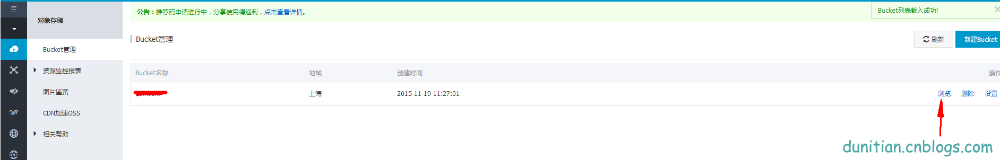 公告：推荐码申请进行中，分享使用得返利，点击查看详情。
Bucket列表载入成功!
对象存储
Bucket管理
刷新
新建Bucket
Bucket管理
资源监控报表
图片鉴黄
CDN加速OSS
相关帮助
Bucket名称
地域
创建时间
操作
上海
2015-11-19 11:27:01
浏览
删除
设置
DNS
dunitian.cnblogs.com